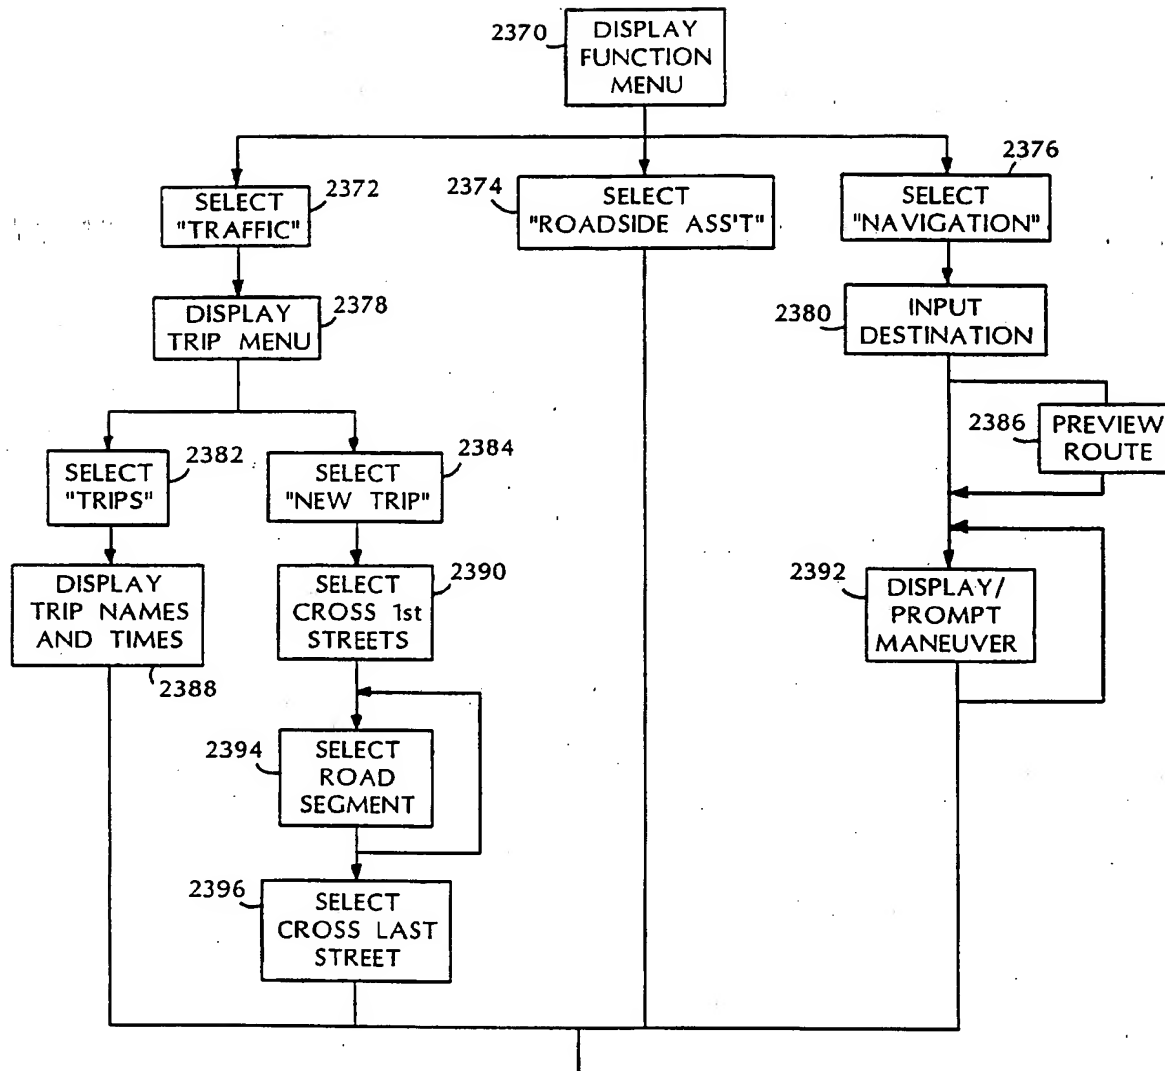 2370
DISPLAY
FUNCTION
MENU
2372
SELECT
"TRAFFIC"
2374
SELECT
"ROADSIDE ASS'T"
2376
SELECT
"NAVIGATION"
2378
DISPLAY
TRIP MENU
2380
INPUT
DESTINATION
2382
SELECT
"TRIPS"
2384
SELECT
"NEW TRIP"
2386
PREVIEW
ROUTE
DISPLAY
TRIP NAMES
AND TIMES
2388
2390
SELECT
CROSS 1st
STREETS
2392
DISPLAY/
PROMPT
MANEUVER
2394
SELECT
ROAD
SEGMENT
2396
SELECT
CROSS LAST
STREET